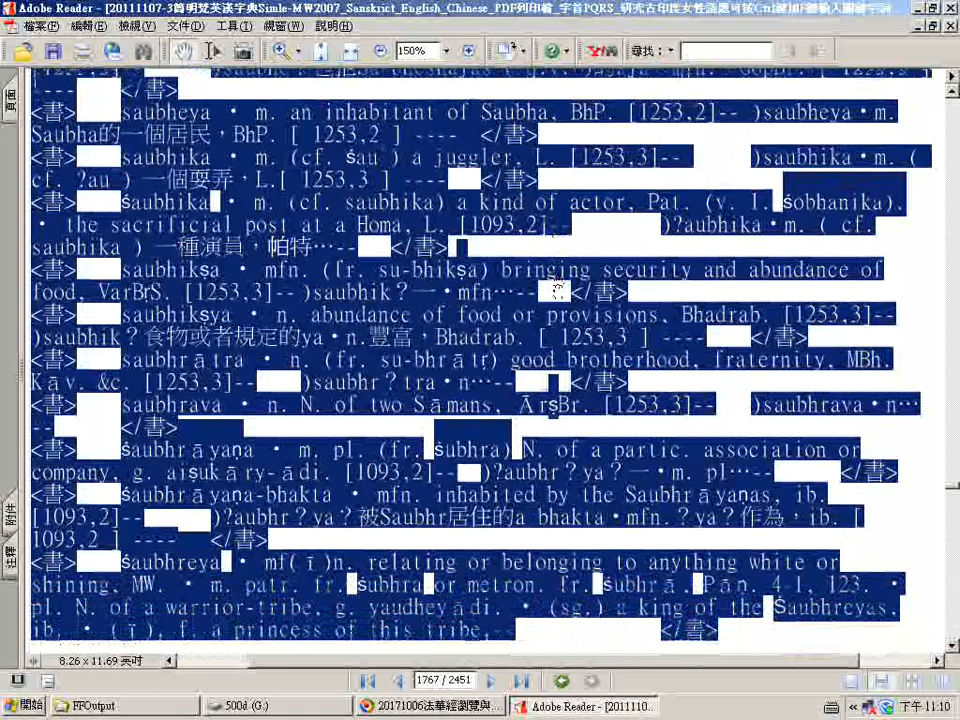 Adobe Reader - [20111107-3簡明梵英漢字典Simle-MW2007_Sanskrit_English_Chinese_PDF列印稿_字首PQRS_研究古印度女性議題可按Ctrl鍵加F鍵輸入關鍵字詞
檔案(F) 編輯(E) 檢視(V) 文件(D) 工具(T) 視窗(W) 說明(H)
150% 尋找:
頁面
---- </書>
<書> saubheya · m. an inhabitant of Saubha, BhP. [1253,2]-- )saubheya·m.
Saubha的一個居民，BhP. [ 1253,2 ] ---- </書>
<書> saubhika · m. (cf. śau ) a juggler, L. [1253,3]-- )saubhika·m. (
cf. ?au ) 一個耍弄，L.[ 1253,3 ] ---- </書>
<書> śaubhika · m. (cf. saubhika) a kind of actor, Pat. (v. l. śobhanika),
· the sacrificial post at a Homa, L. [1093,2]-- )?aubhika·m. ( cf.
saubhika ) 一種演員，帕特…-- </書>
<書> saubhikṣa · mfn. (fr. su-bhikṣa) bringing security and abundance of
food, VarBrS. [1253,3]-- )saubhik？一·mfn…-- </書>
<書> saubhikṣya · n. abundance of food or provisions, Bhadrab. [1253,3]--
)saubhik？食物或者規定的ya·n.豐富，Bhadrab. [ 1253,3 ] ---- </書>
<書> saubhrātra · n. (fr. su-bhrātṛ) good brotherhood, fraternity, MBh.
Kāv. &c. [1253,3]-- )saubhr？tra·n…-- </書>
<書> saubhrava · n. N. of two Sāmans, ĀrṣBr. [1253,3]-- )saubhrava·n…
-- </書>
<書> śaubhrāyaṇa · m. pl. (fr. śubhra) N. of a partic. association or
company, g. aiṣukāry-ādi. [1093,2]-- )?aubhr？ya？一·m. pl…-- </書>
<書> śaubhrāyaṇa-bhakta · mfn. inhabited by the Saubhrāyaṇas, ib.
[1093,2]-- )?aubhr？ya？被Saubhr居住的a bhakta·mfn.？ya？作為，ib. [
1093,2 ] ---- </書>
<書> śaubhreya · mf(ī)n. relating or belonging to anything white or
shining, MW. · m. patr. fr. śubhra or metron. fr. śubhrā, Pāṇ. 4-1, 123. ·
pl. N. of a warrior-tribe, g. yaudheyādi. · (sg.) a king of the Śaubhreyas,
ib. · (ī), f. a princess of this tribe,-- </書>
附件
註釋
8.26 x 11.69 英吋
1767 / 2451
開始 FFOutput 500d (G:) 20171006法華經瀏覽與... Adobe Reader - [2011110... 下午 11:10